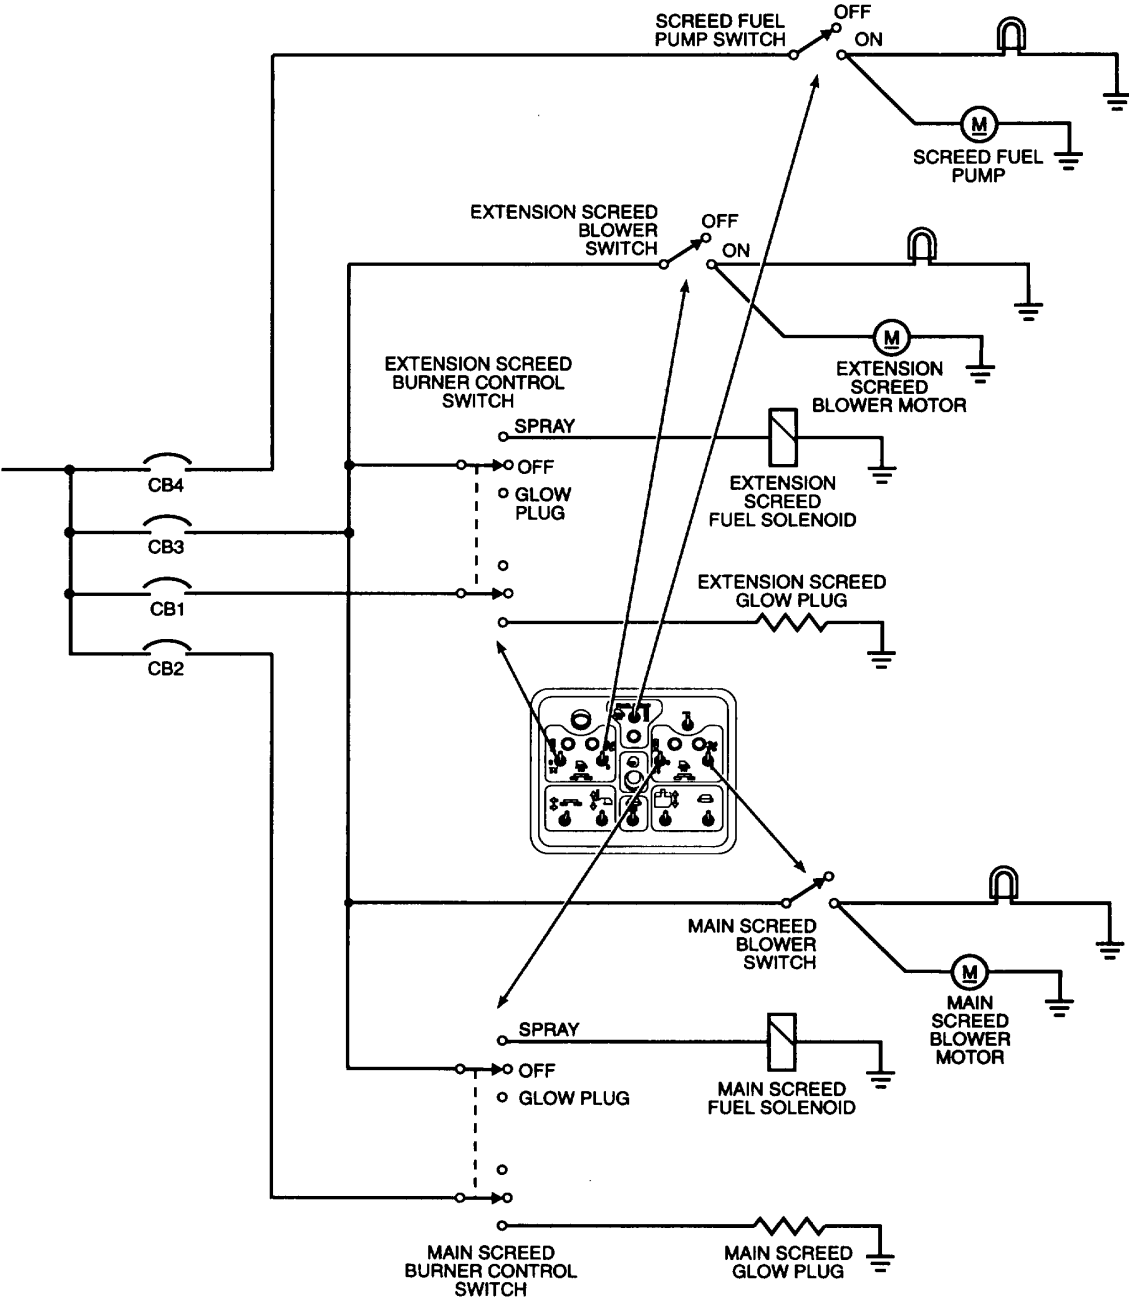 SCREED FUEL
PUMP SWITCH
OFF
ON
M
SCREED FUEL
PUMP
EXTENSION SCREED
BLOWER
SWITCH
OFF
ON
M
EXTENSION
SCREED
BLOWER MOTOR
EXTENSION SCREED
BURNER CONTROL
SWITCH
SPRAY
OFF
GLOW
PLUG
EXTENSION
SCREED
FUEL SOLENOID
CB4
CB3
CB1
CB2
EXTENSION SCREED
GLOW PLUG
MAIN SCREED
BLOWER
SWITCH
M
MAIN
SCREED
BLOWER
MOTOR
SPRAY
OFF
GLOW PLUG
MAIN SCREED
FUEL SOLENOID
MAIN SCREED
BURNER CONTROL
SWITCH
MAIN SCREED
GLOW PLUG